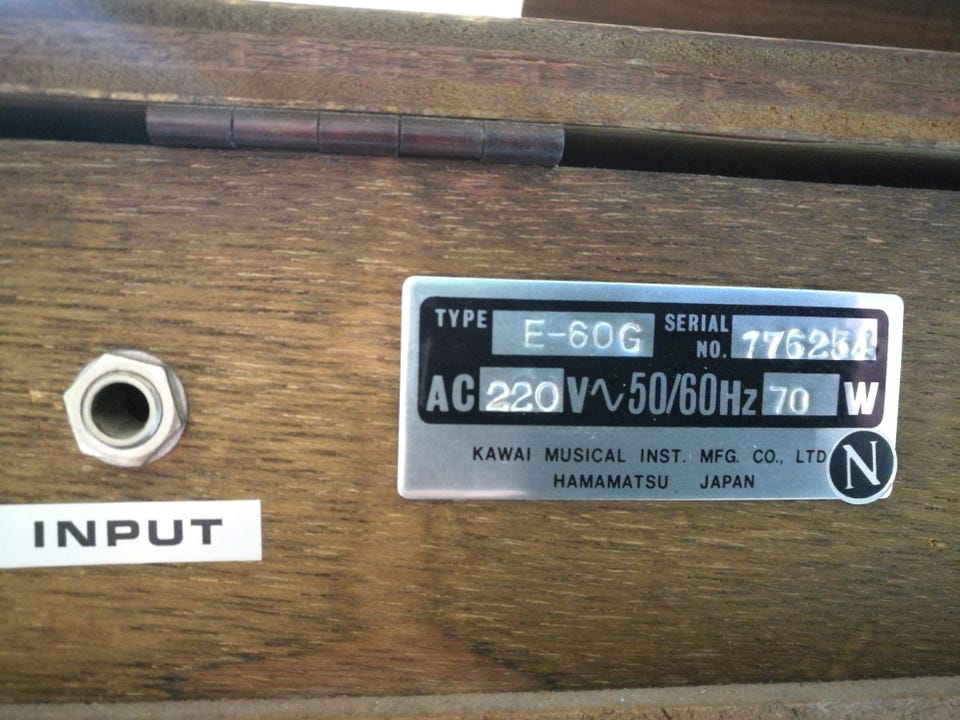 TYPE E-60G SERIAL NO. 776254
AC 220 V∿ 50/60Hz 70 W
KAWAI MUSICAL INST. MFG. CO., LTD
HAMAMATSU JAPAN
N
INPUT